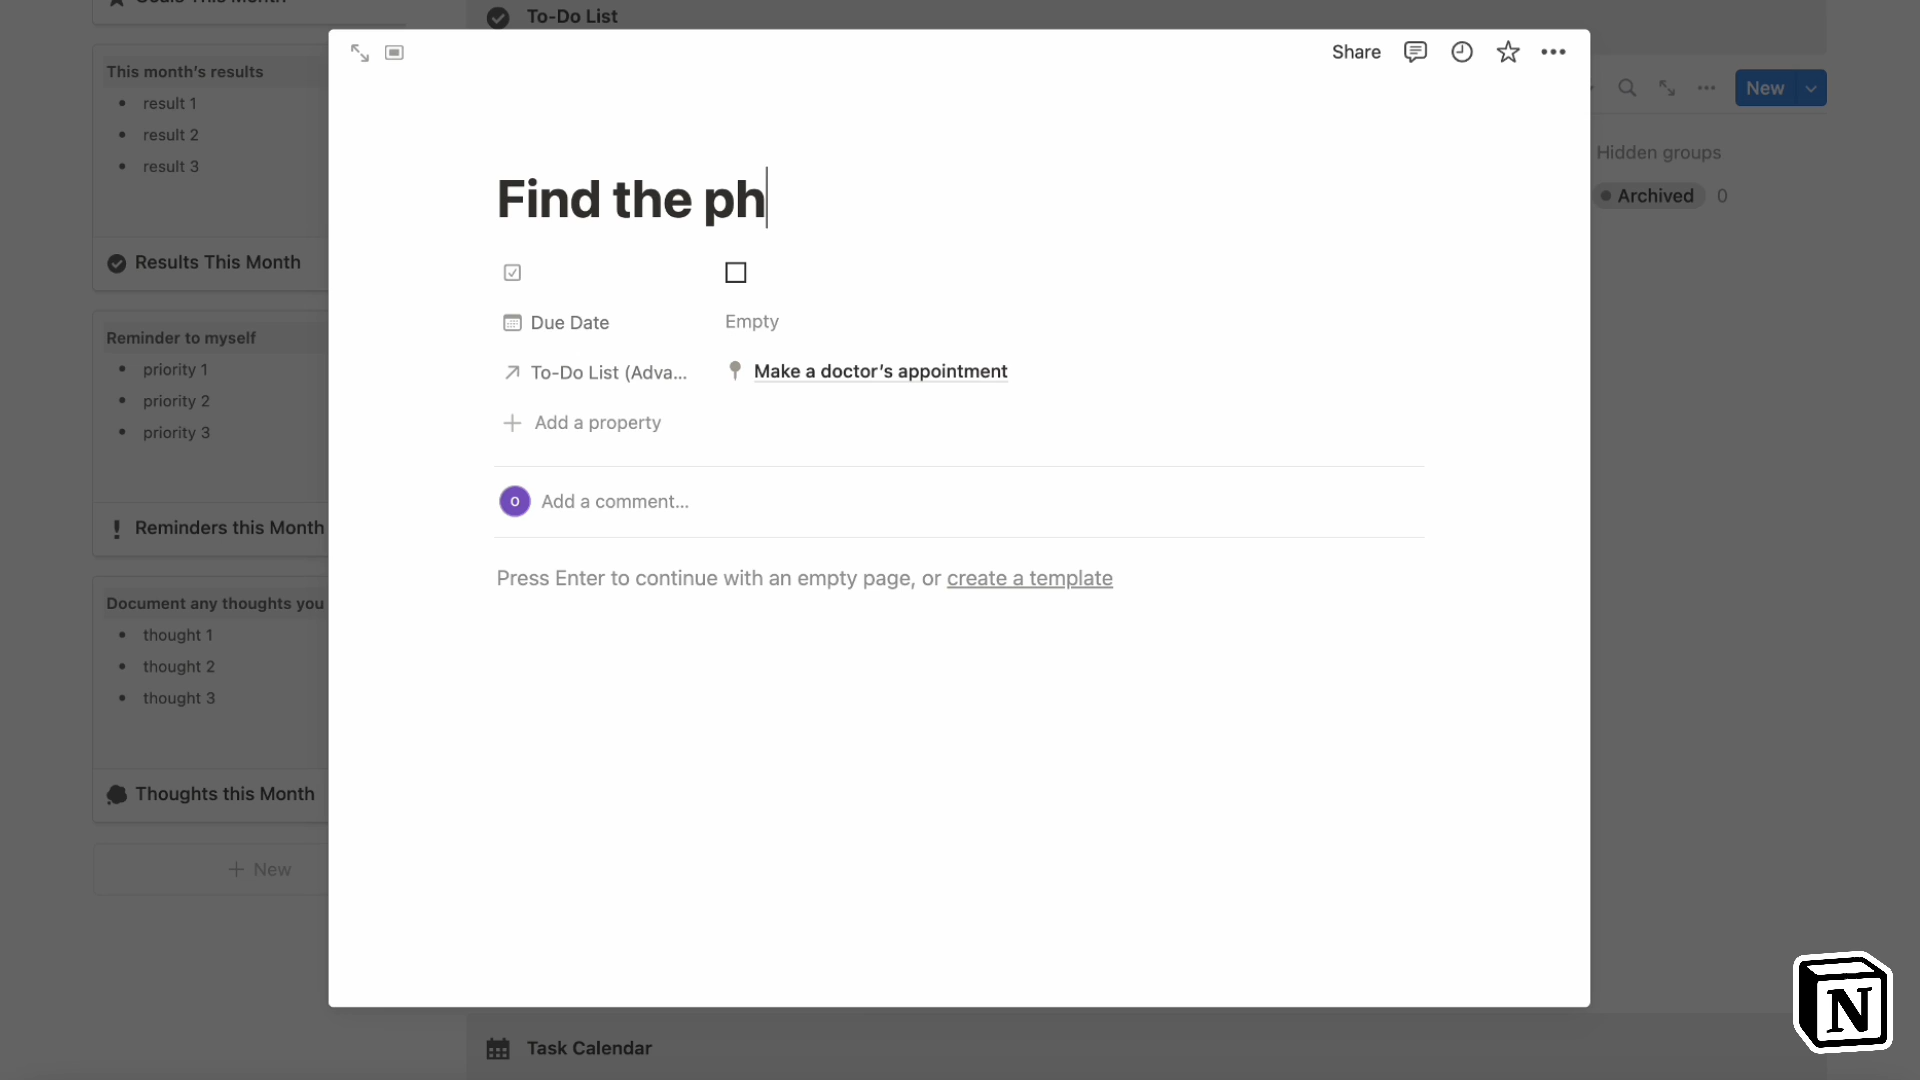 Goals This Month
This month's results
result 1
result 2
result 3
Results This Month
Reminder to myself
priority 1
priority 2
priority 3
Reminders this Month
Document any thoughts you
thought 1
thought 2
thought 3
Thoughts this Month
New
To-Do List
Share
Find the ph
Due Date
Empty
To-Do List (Adva...
Make a doctor's appointment
Add a property
O
Add a comment...
Press Enter to continue with an empty page, or create a template
New
Hidden groups
Archived 0
Task Calendar
N